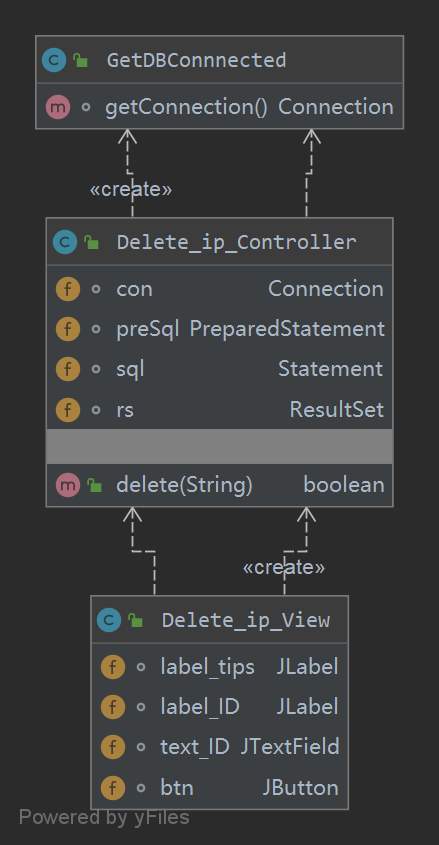 GetDBConnnected
getConnection() Connection
«create»
Delete_ip_Controller
con Connection
preSql PreparedStatement
sql Statement
rs ResultSet
delete(String) boolean
«create»
Delete_ip_View
label_tips JLabel
label_ID JLabel
text_ID JTextField
btn JButton
Powered by yFiles